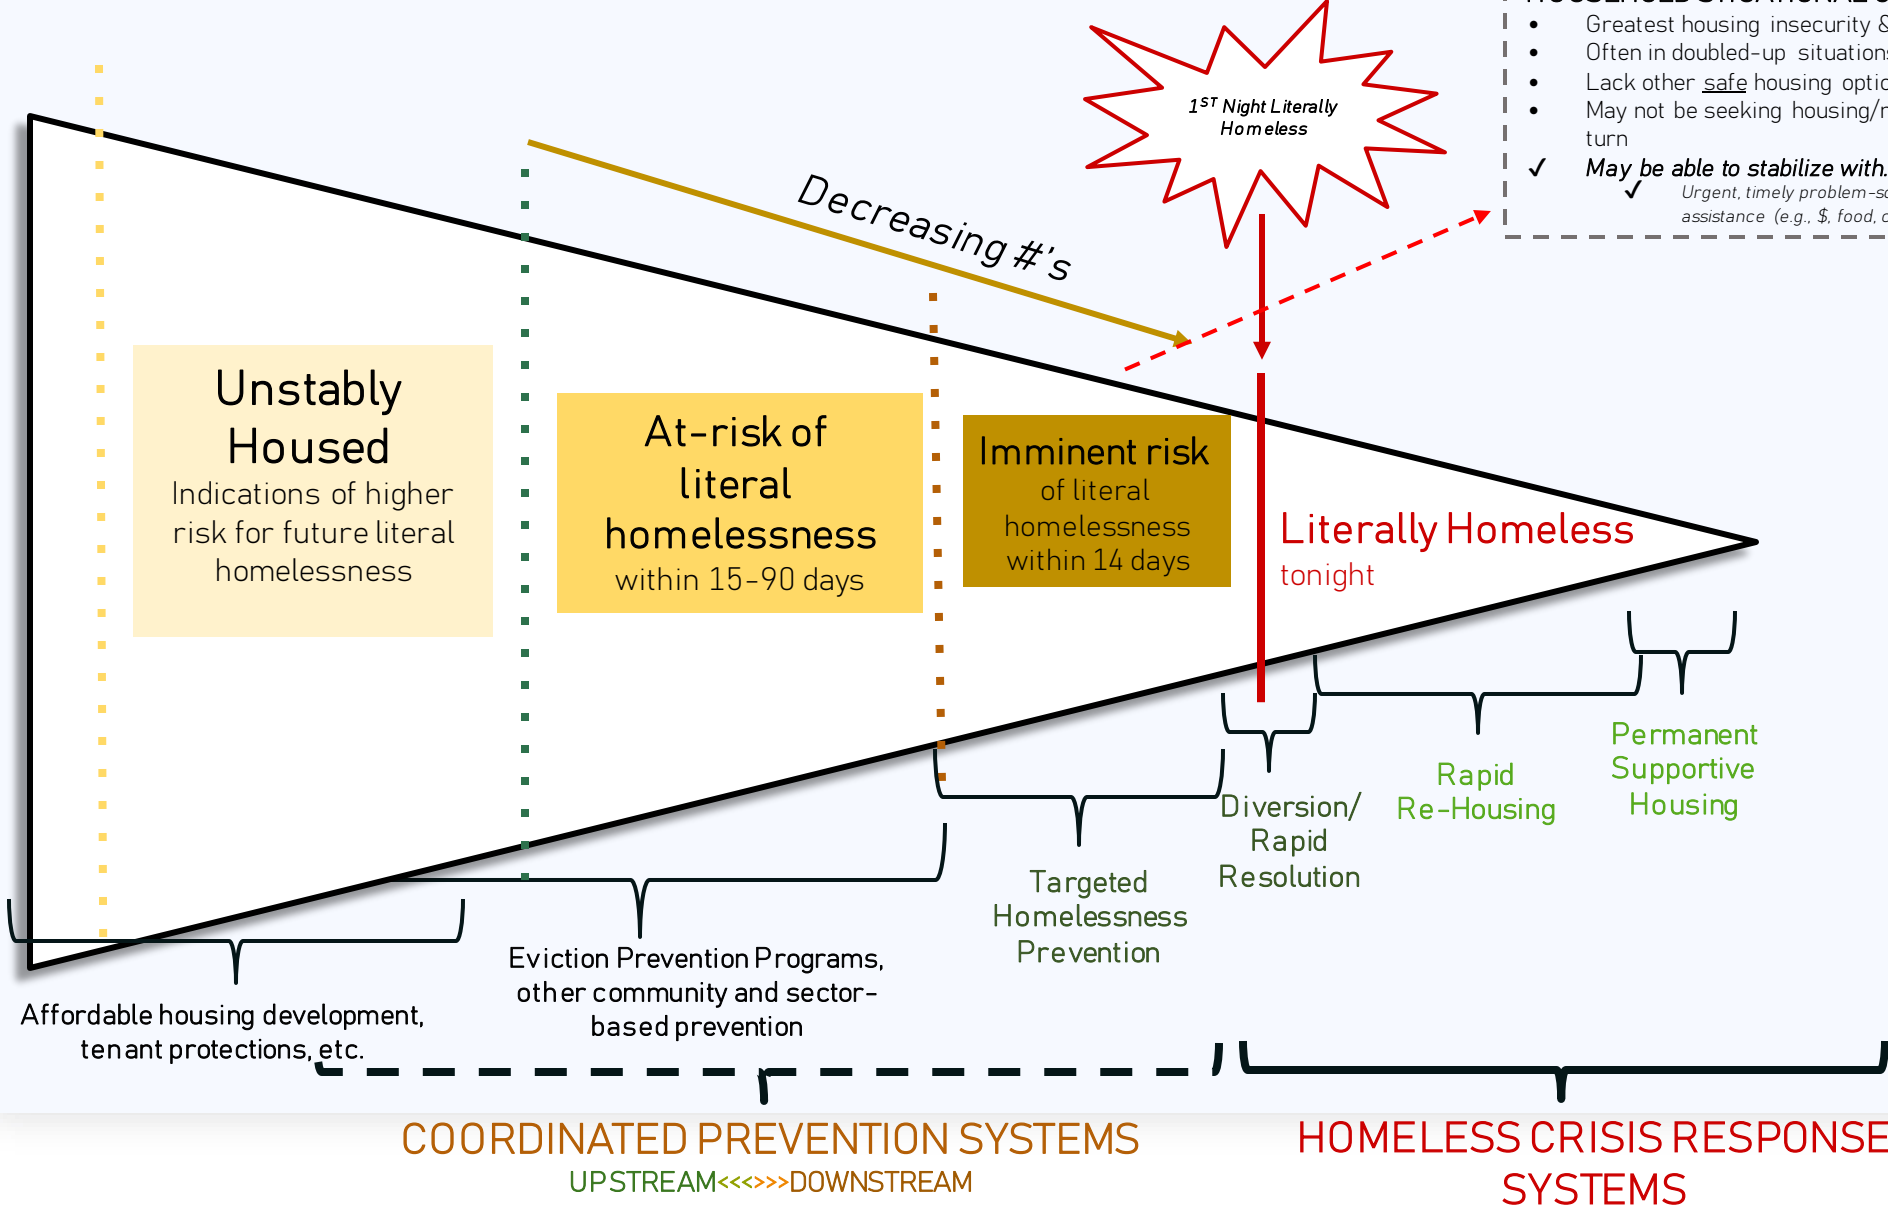 Greatest housing insecurity &
Often in doubled-up situations
Lack other safe housing
May not be seeking
turn
May be able to stabilize with
Urgent, timely
assistance (e.g., $, food,
1ST Night Literally
Homeless
Decreasing #'s
Unstably
Housed
Indications of higher
risk for future literal
homelessness
At-risk of
literal
homelessness
within 15-90 days
Imminent risk
of literal
homelessness
within 14 days
Literally Homeless
tonight
Permanent
Supportive
Housing
Rapid
Re-Housing
Diversion/
Rapid
Resolution
Targeted
Homelessness
Prevention
Eviction Prevention Programs,
other community and sector-
based prevention
Affordable housing development,
tenant protections, etc.
COORDINATED PREVENTION SYSTEMS
UPSTREAM<<<>>>DOWNSTREAM
HOMELESS CRISIS RESPONSE
SYSTEMS